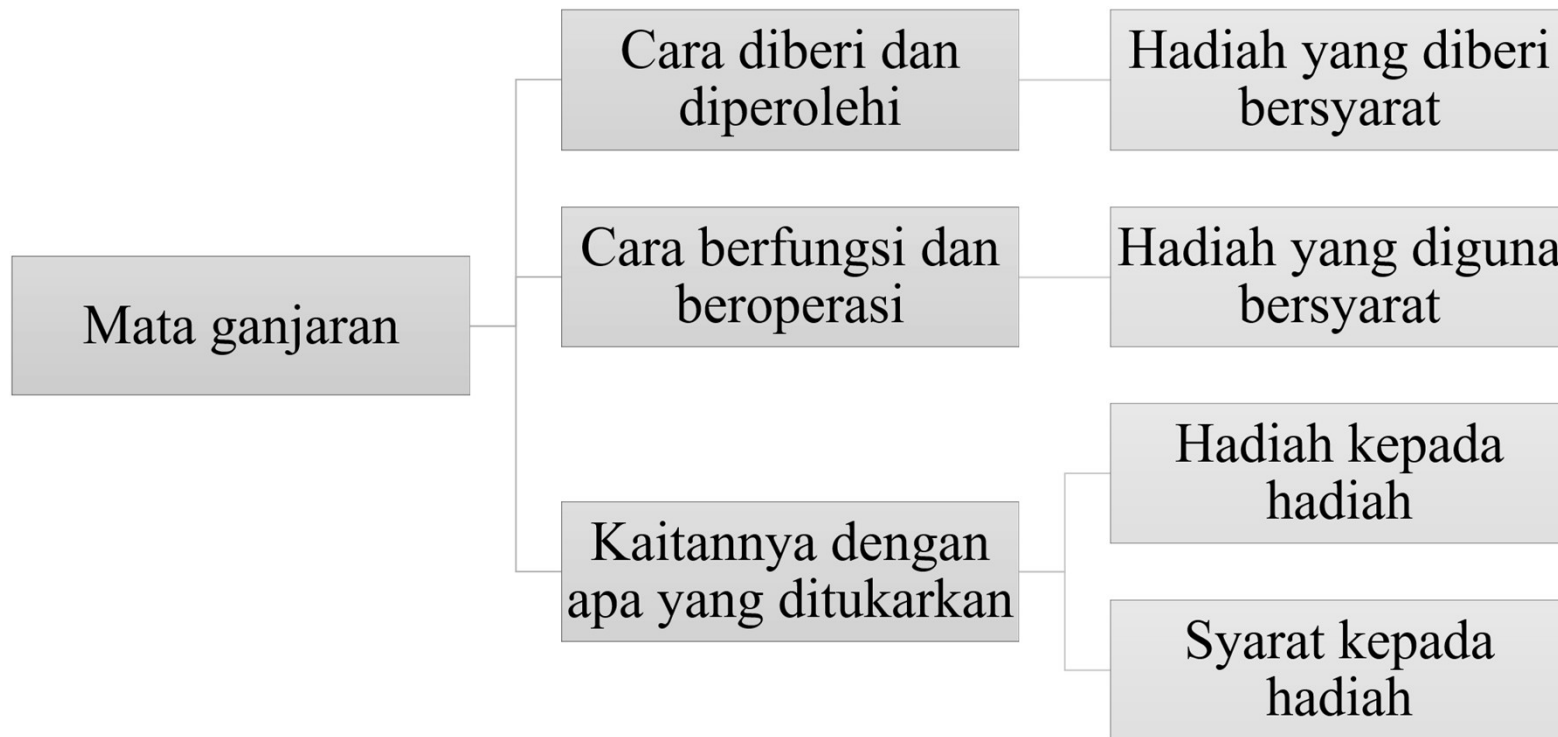 Mata ganjaran
Cara diberi dan
diperolehi
Hadiah yang diberi
bersyarat
Cara berfungsi dan
beroperasi
Hadiah yang diguna
bersyarat
Kaitannya dengan
apa yang ditukarkan
Hadiah kepada
hadiah
Syarat kepada
hadiah